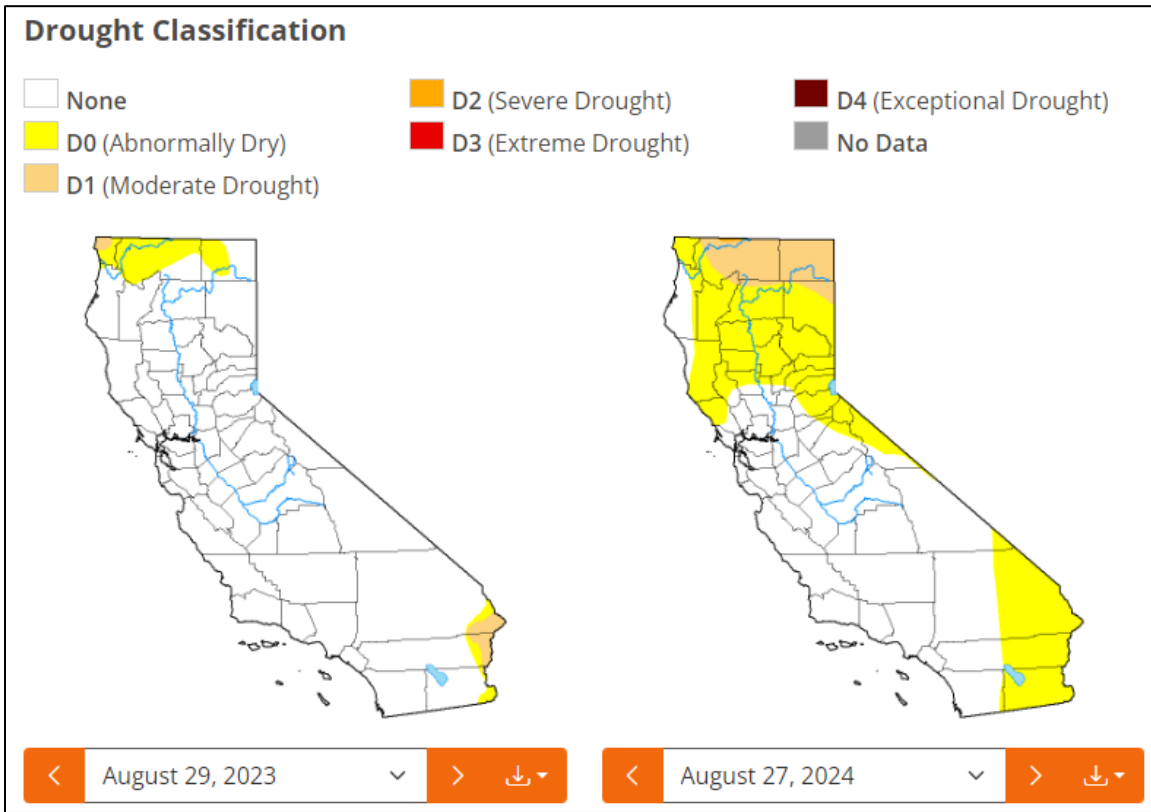 Drought Classification
None
D0 (Abnormally Dry)
D1 (Moderate Drought)
D2 (Severe Drought)
D3 (Extreme Drought)
D4 (Exceptional Drought)
No Data
August 29, 2023
August 27, 2024